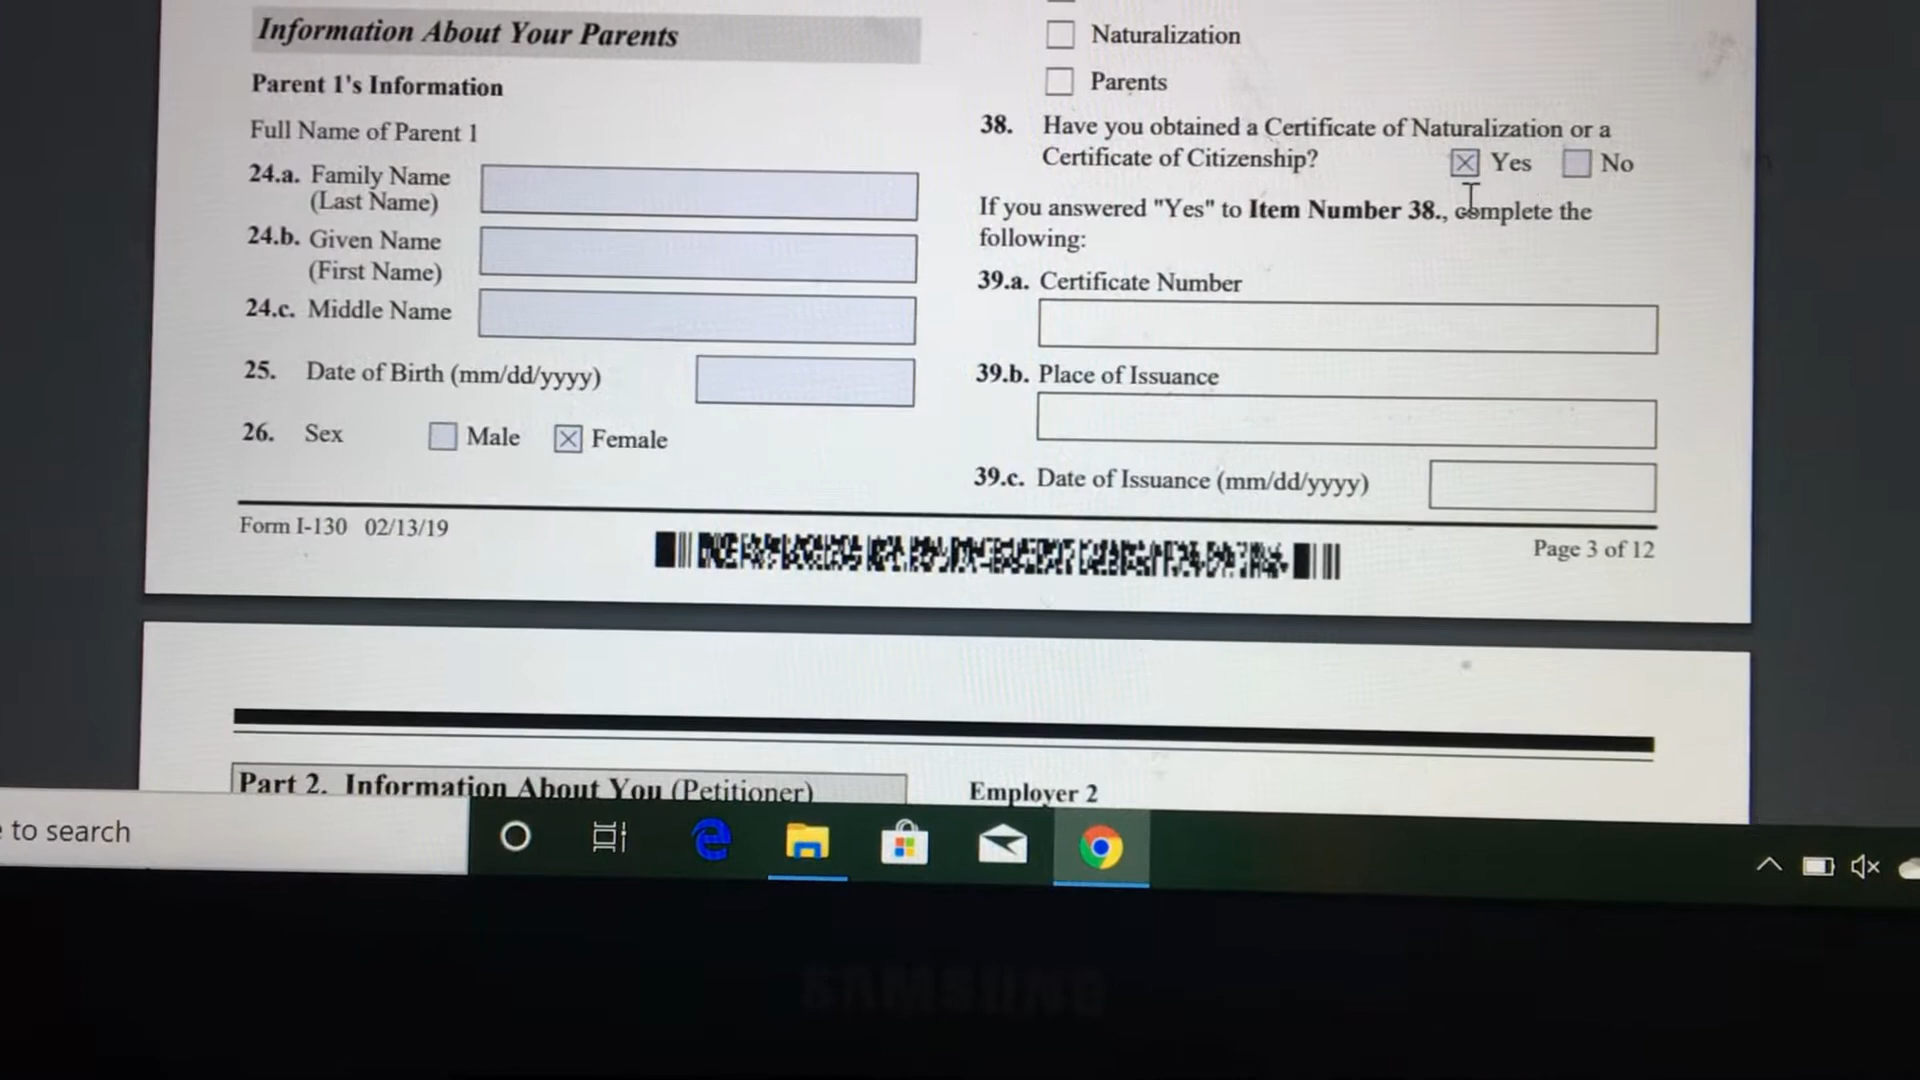 Information About Your Parents
Parent 1's Information
Full Name of Parent 1
24.a. Family Name
(Last Name)
24.b. Given Name
(First Name)
24.c. Middle Name
25. Date of Birth (mm/dd/yyyy)
26. Sex Male Female
Naturalization
Parents
38. Have you obtained a Certificate of Naturalization or a
Certificate of Citizenship? Yes No
If you answered "Yes" to Item Number 38., complete the
following:
39.a. Certificate Number
39.b. Place of Issuance
39.c. Date of Issuance (mm/dd/yyyy)
Form I-130 02/13/19
Page 3 of 12
Part 2. Information About You (Petitioner)
Employer 2
to search
SAMSUNG